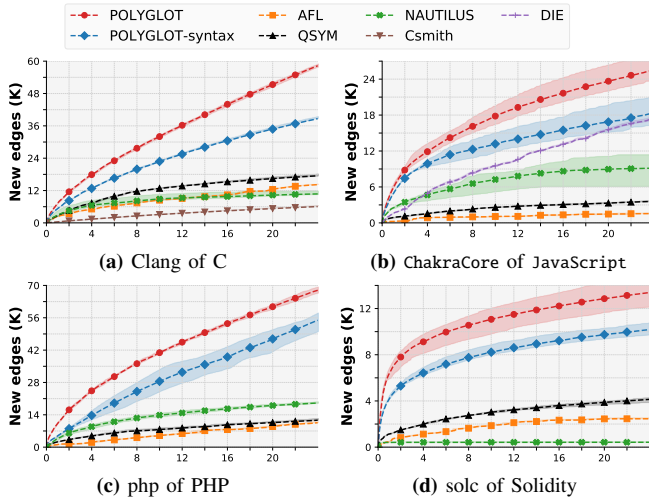 POLYGLOT AFL NAUTILUS DIE
POLYGLOT-syntax QSYM Csmith
New edges (K)
60
48
36
24
12
0
0 4 8 12 16 20
(a) Clang of C
New edges (K)
24
18
12
6
0
0 4 8 12 16 20
(b) ChakraCore of JavaScript
New edges (K)
70
56
42
28
14
0
0 4 8 12 16 20
(c) php of PHP
New edges (K)
12
8
4
0
0 4 8 12 16 20
(d) solc of Solidity